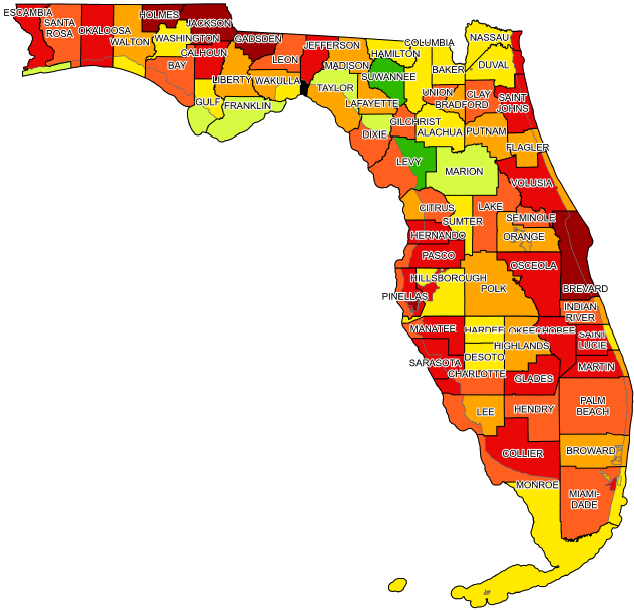 ESCAMBIA
SANTA
ROSA
OKALOOSA
WALTON
HOLMES
WASHINGTON
BAY
JACKSON
CALHOUN
GULF
GADSDEN
LIBERTY
FRANKLIN
LEON
WAKULLA
JEFFERSON
MADISON
TAYLOR
HAMILTON
SUWANNEE
LAFAYETTE
DIXIE
COLUMBIA
BAKER
NASSAU
DUVAL
UNION
BRADFORD
CLAY
SAINT
JOHNS
GILCHRIST
ALACHUA
PUTNAM
FLAGLER
LEVY
MARION
VOLUSIA
CITRUS
SUMTER
LAKE
SEMINOLE
ORANGE
HERNANDO
PASCO
OSCEOLA
BREVARD
HILLSBOROUGH
PINELLAS
POLK
INDIAN
RIVER
MANATEE
HARDEE
OKEECHOBEE
SAINT
LUCIE
HIGHLANDS
SARASOTA
DESOTO
MARTIN
CHARLOTTE
GLADES
LEE
HENDRY
PALM
BEACH
COLLIER
BROWARD
MONROE
MIAMI-
DADE